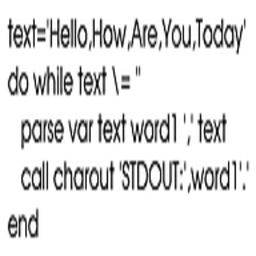 text='Hello,How,Are,You,Today'
do while text \= ''
parse var text word1 ',' text
call charout 'STDOUT:',word1'.'
end